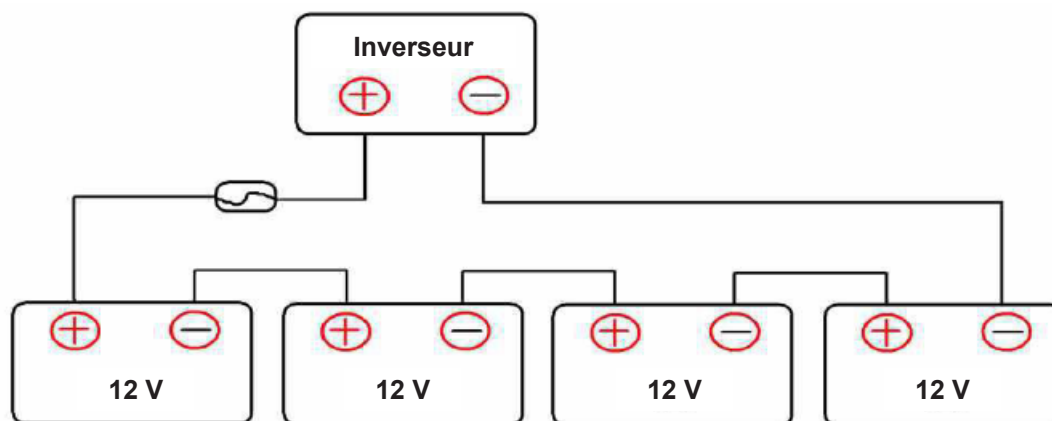 Inverseur
+ −
+ − + − + − + −
12 V 12 V 12 V 12 V